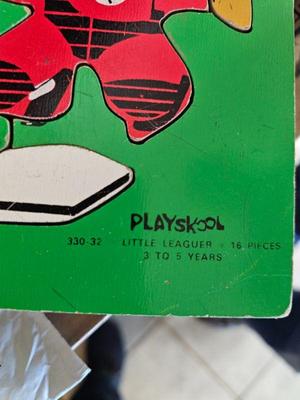 PLAYSKOOL
330-32 LITTLE LEAGUER - 16 PIECES
3 TO 5 YEARS